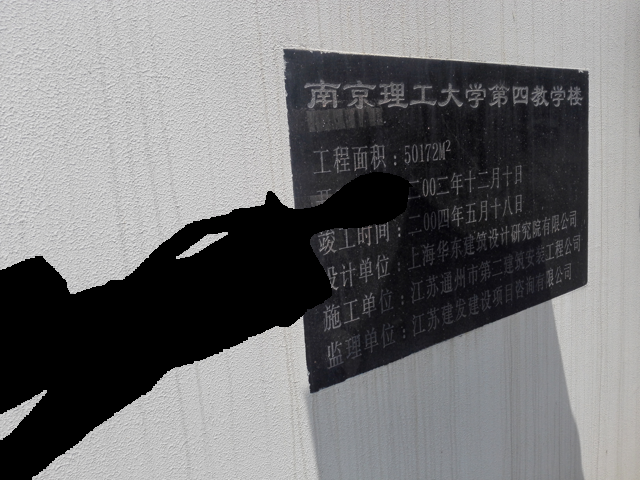 南京理工大学第四教学楼
工程面积：50172M²
二00二年十二月十日
竣工时间：二00四年五月十八日
设计单位：上海华东建筑设计研究院有限公司
施工单位：江苏通州市第二建筑安装工程公司
监理单位：江苏建发建设项目咨询有限公司